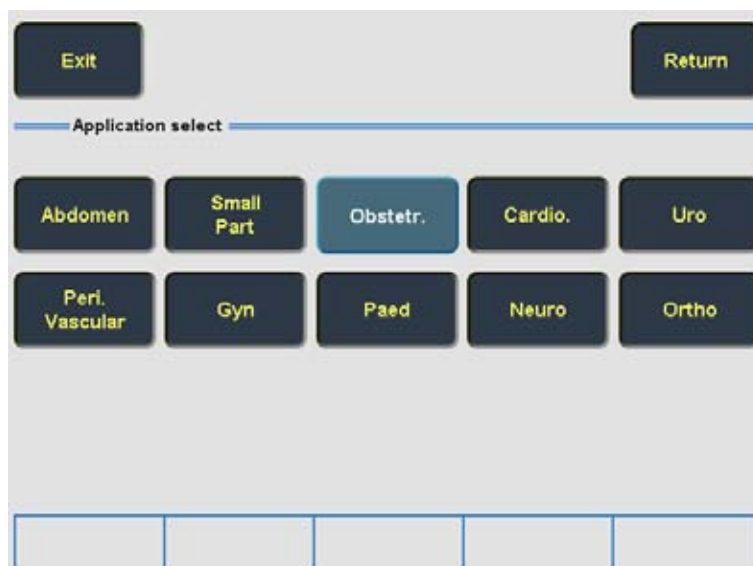 Exit
Return
Application select
Abdomen
Small
Part
Obstetr.
Cardio.
Uro
Peri.
Vascular
Gyn
Paed
Neuro
Ortho